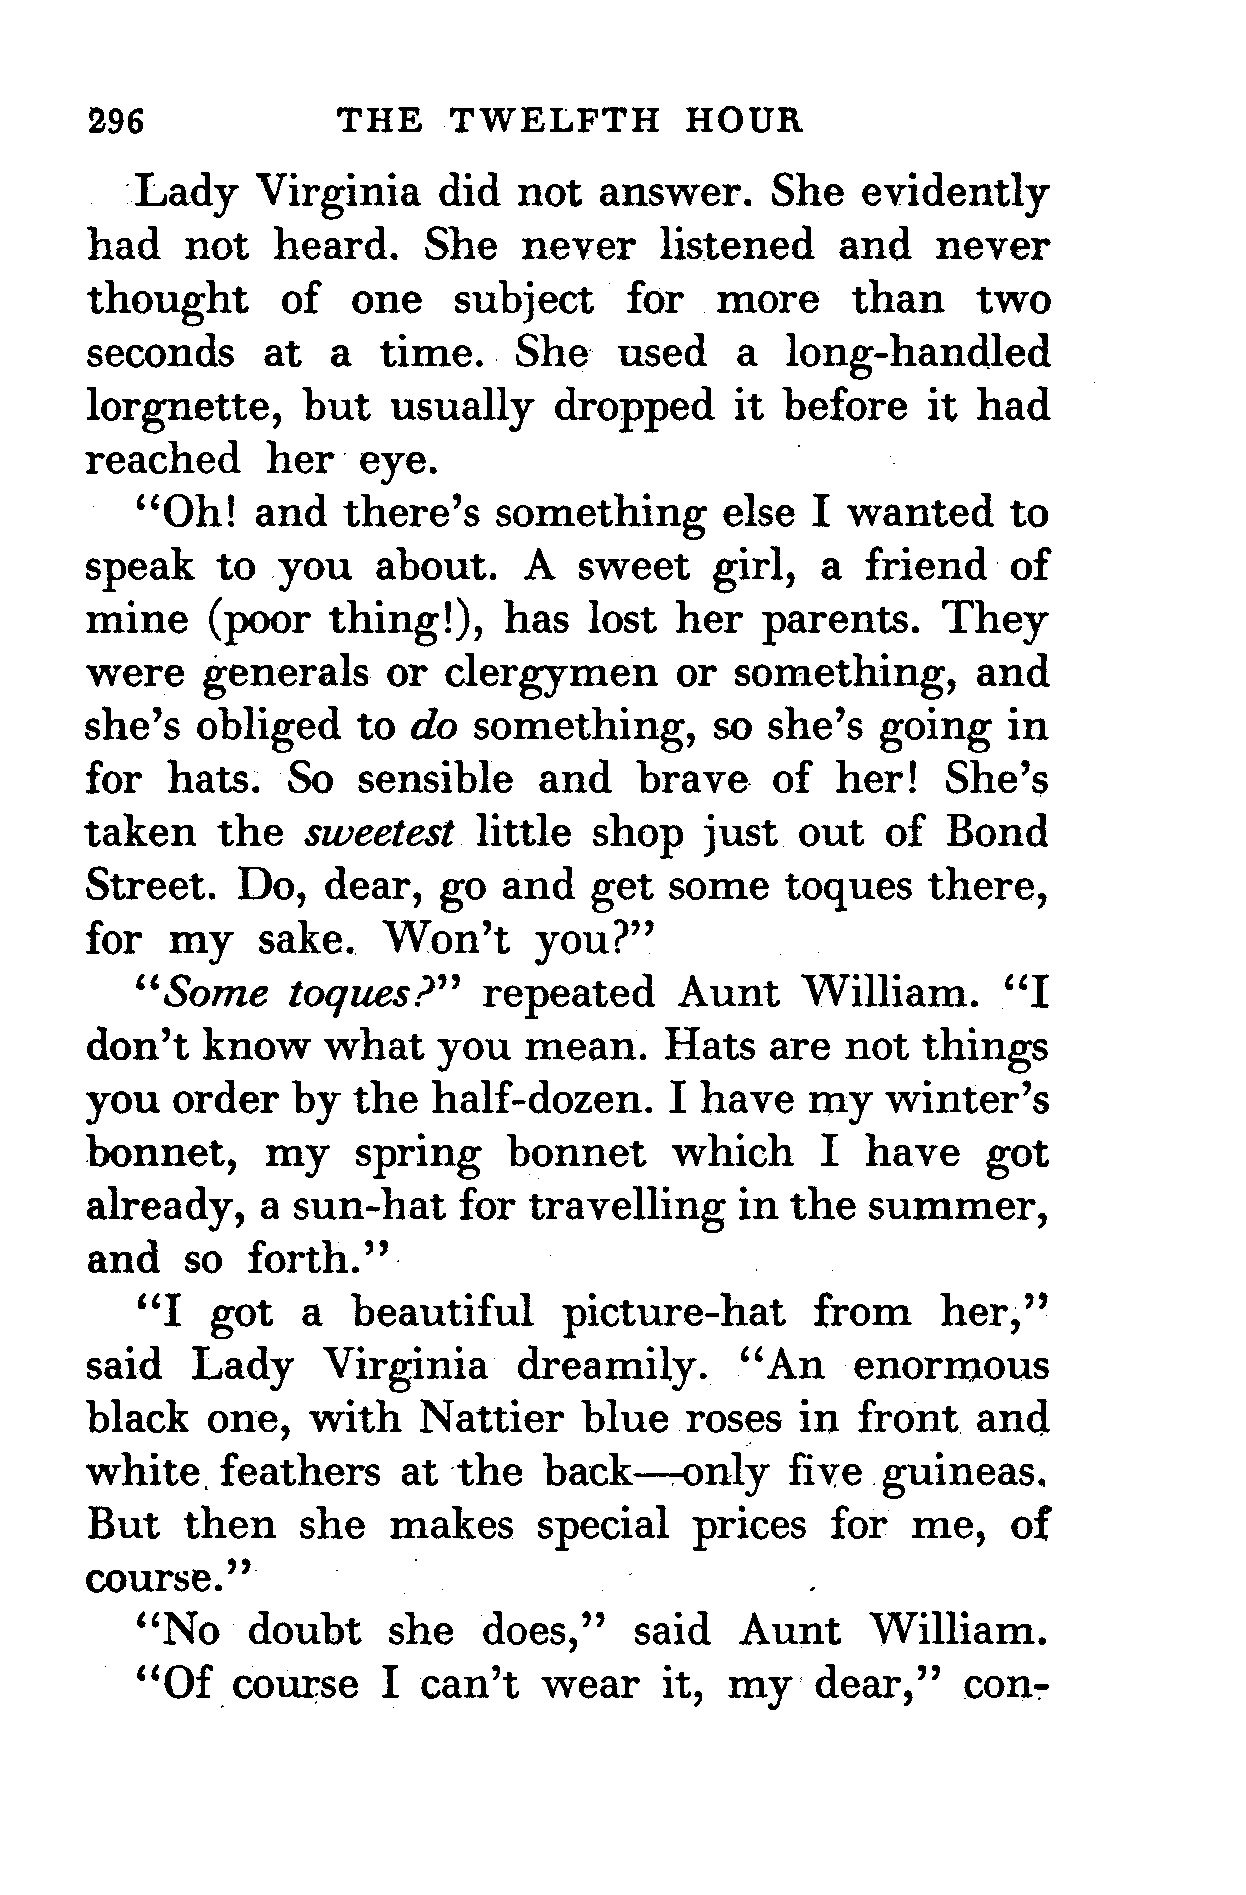 296 THE TWELFTH HOUR
Lady Virginia did not answer. She evidently
had not heard. She never listened and never
thought of one subject for more than two
seconds at a time. She used a long-handled
lorgnette, but usually dropped it before it had
reached her eye.
“Oh! and there’s something else I wanted to
speak to you about. A sweet girl, a friend of
mine (poor thing!), has lost her parents. They
were generals or clergymen or something, and
she’s obliged to do something, so she’s going in
for hats. So sensible and brave of her! She’s
taken the sweetest little shop just out of Bond
Street. Do, dear, go and get some toques there,
for my sake. Won’t you?”
“Some toques?” repeated Aunt William. “I
don’t know what you mean. Hats are not things
you order by the half-dozen. I have my winter’s
bonnet, my spring bonnet which I have got
already, a sun-hat for travelling in the summer,
and so forth.”
“I got a beautiful picture-hat from her,”
said Lady Virginia dreamily. “An enormous
black one, with Nattier blue roses in front and
white feathers at the back—only five guineas.
But then she makes special prices for me, of
course.”
“No doubt she does,” said Aunt William.
“Of course I can’t wear it, my dear,” con-